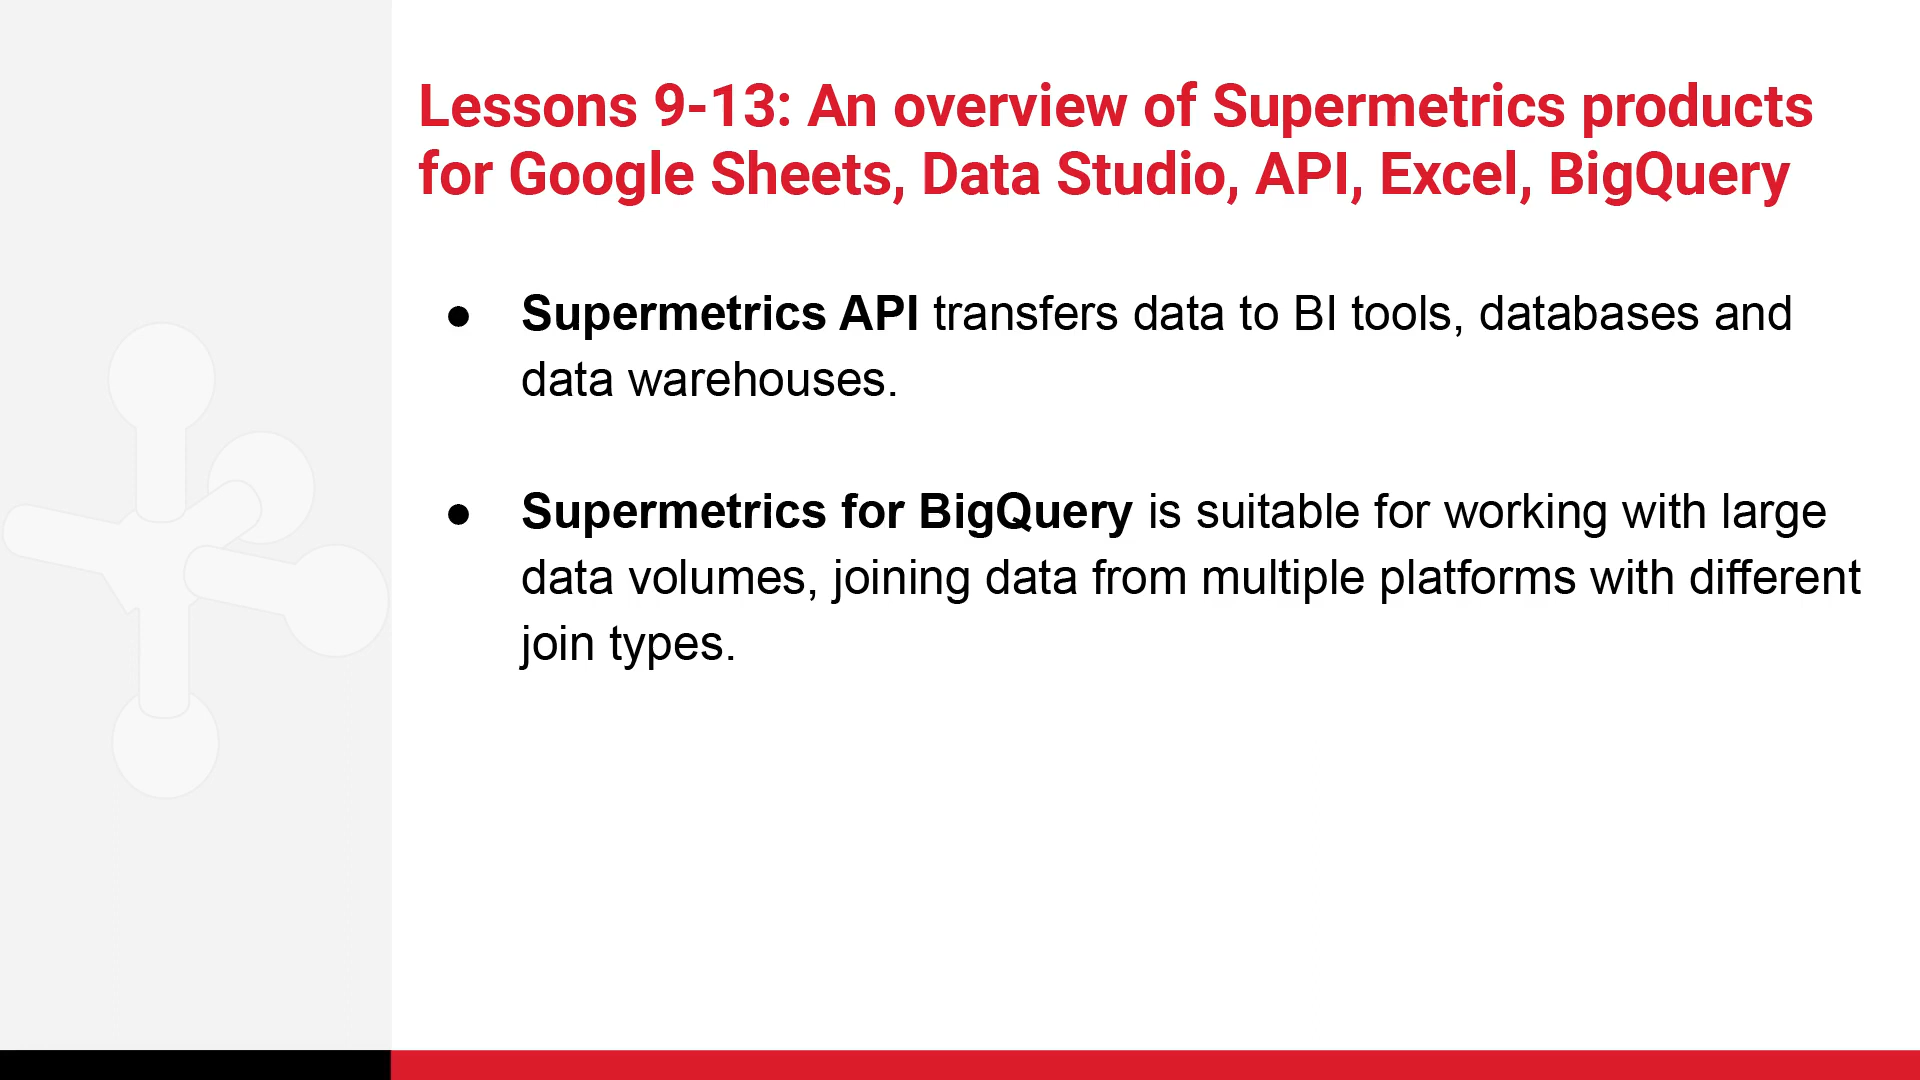 Lessons 9-13: An overview of Supermetrics products
for Google Sheets, Data Studio, API, Excel, BigQuery
● Supermetrics API transfers data to BI tools, databases and
data warehouses.
● Supermetrics for BigQuery is suitable for working with large
data volumes, joining data from multiple platforms with different
join types.